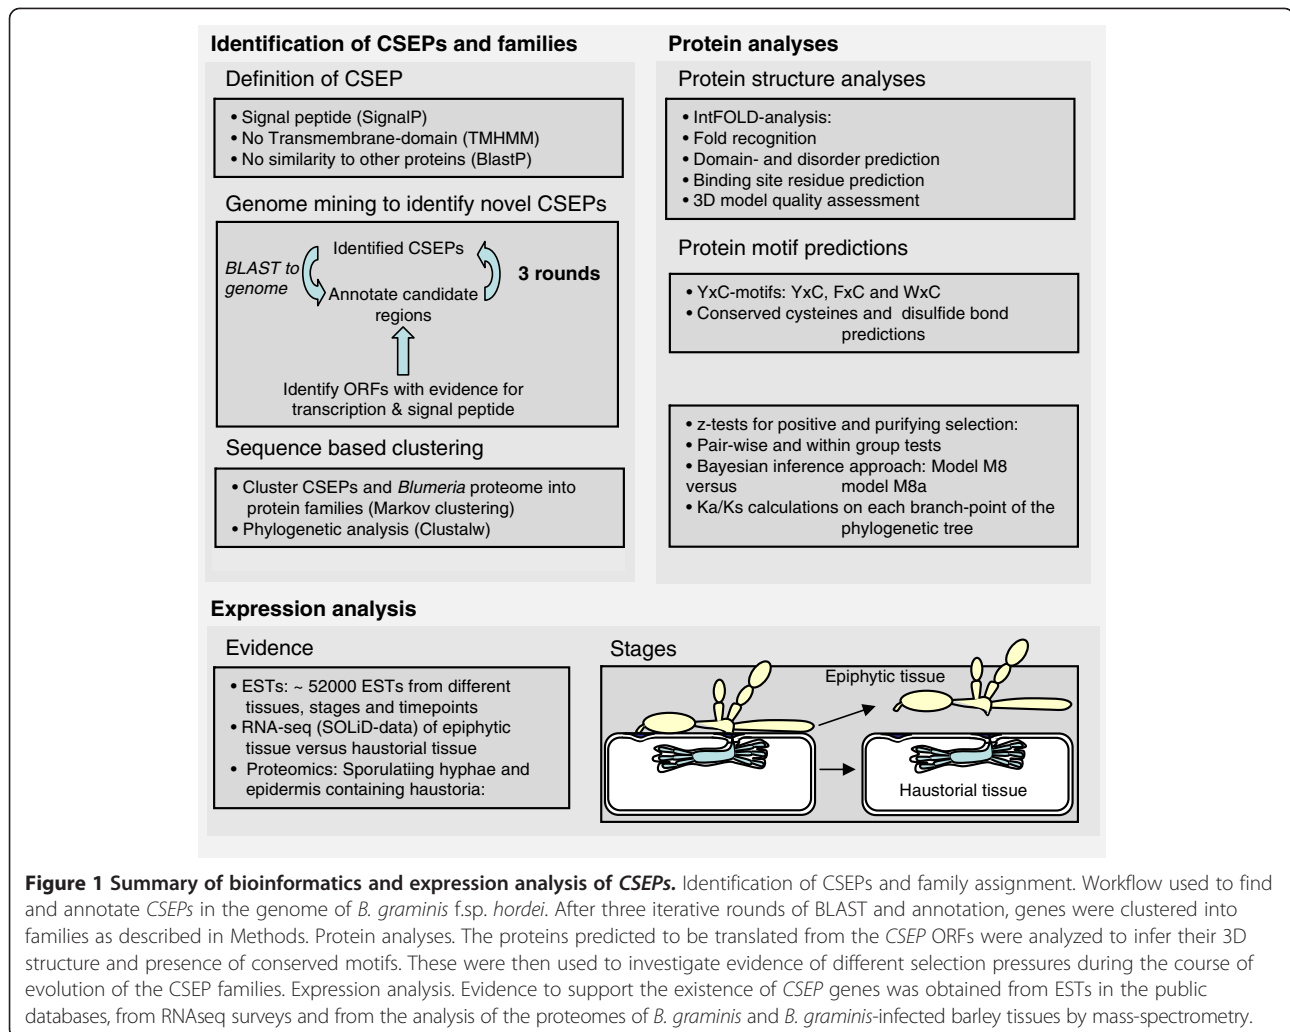 Identification of CSEPs and families
Definition of CSEP
• Signal peptide (SignalP)
• No Transmembrane-domain (TMHMM)
• No similarity to other proteins (BlastP)
Genome mining to identify novel CSEPs
Identified CSEPs
BLAST to
genome
3 rounds
Annotate candidate
regions
Identify ORFs with evidence for
transcription & signal peptide
Sequence based clustering
• Cluster CSEPs and Blumeria proteome into
protein families (Markov clustering)
• Phylogenetic analysis (Clustalw)
Protein analyses
Protein structure analyses
• IntFOLD-analysis:
• Fold recognition
• Domain- and disorder prediction
• Binding site residue prediction
• 3D model quality assessment
Protein motif predictions
• YxC-motifs: YxC, FxC and WxC
• Conserved cysteines and disulfide bond
predictions
• z-tests for positive and purifying selection:
• Pair-wise and within group tests
• Bayesian inference approach: Model M8
versus model M8a
• Ka/Ks calculations on each branch-point of the
phylogenetic tree
Expression analysis
Evidence
• ESTs: ~ 52000 ESTs from different
tissues, stages and timepoints
• RNA-seq (SOLiD-data) of epiphytic
tissue versus haustorial tissue
• Proteomics: Sporulatiing hyphae and
epidermis containing haustoria:
Stages
Epiphytic tissue
Haustorial tissue
Figure 1 Summary of bioinformatics and expression analysis of CSEPs. Identification of CSEPs and family assignment. Workflow used to find
and annotate CSEPs in the genome of B. graminis f.sp. hordei. After three iterative rounds of BLAST and annotation, genes were clustered into
families as described in Methods. Protein analyses. The proteins predicted to be translated from the CSEP ORFs were analyzed to infer their 3D
structure and presence of conserved motifs. These were then used to investigate evidence of different selection pressures during the course of
evolution of the CSEP families. Expression analysis. Evidence to support the existence of CSEP genes was obtained from ESTs in the public
databases, from RNAseq surveys and from the analysis of the proteomes of B. graminis and B. graminis-infected barley tissues by mass-spectrometry.